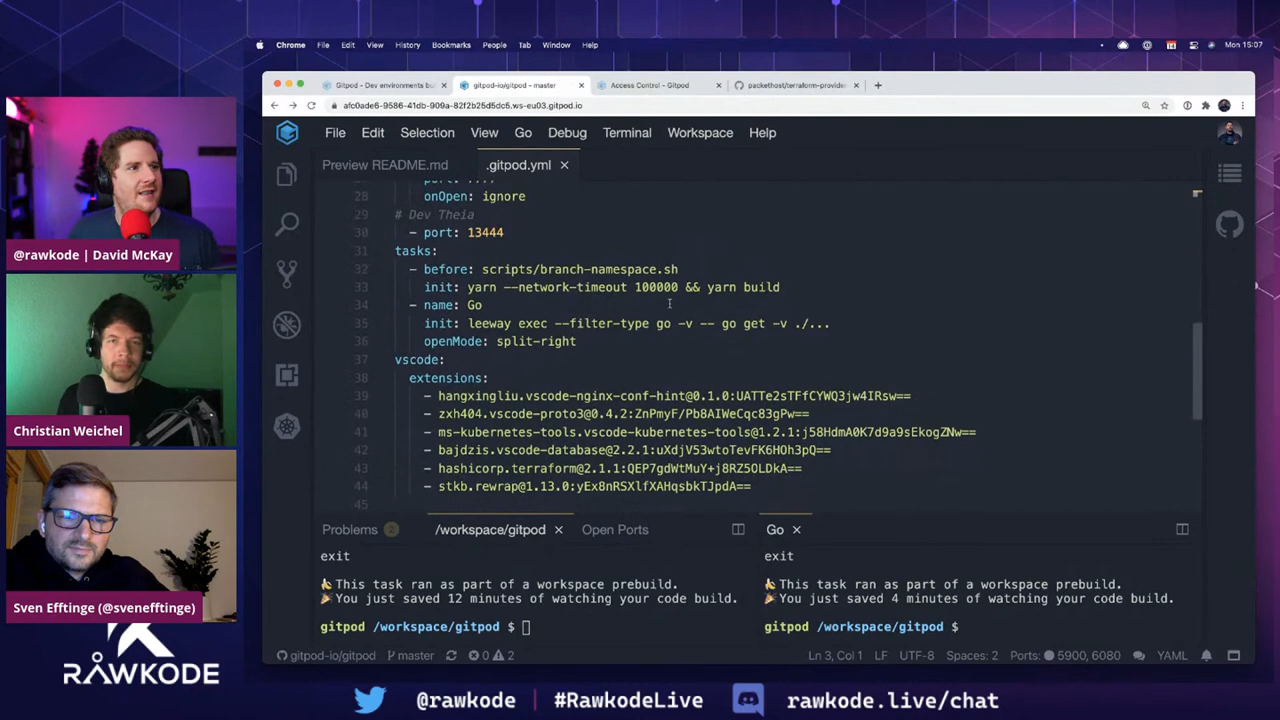 Chrome File Edit View History Bookmarks People Tab Window Help
Mon 15:07
Gitpod - Dev environments bu
gitpod-io/gitpod - master
Access Control - Gitpod
packethost/terraform-provider
afc0ade6-9586-41db-909a-82f2b25d5dc5.ws-eu03.gitpod.io
File Edit Selection View Go Debug Terminal Workspace Help
Preview README.md
.gitpod.yml
28 onOpen: ignore
29 # Dev Theia
30 - port: 13444
31 tasks:
32 - before: scripts/branch-namespace.sh
33 init: yarn --network-timeout 100000 && yarn build
34 - name: Go
35 init: leeway exec --filter-type go -v -- go get -v ./...
36 openMode: split-right
37 vscode:
38 extensions:
39 - hangxingliu.vscode-nginx-conf-hint@0.1.0:UATTe2sTFfCYWQ3jw4IRsw==
40 - zxh404.vscode-proto3@0.4.2:ZnPmyF/Pb8AIWeCqc83gPw==
41 - ms-kubernetes-tools.vscode-kubernetes-tools@1.2.1:j58HdmA0K7d9a9sEkogZNw==
42 - bajdzis.vscode-database@2.2.1:uXdjV53wtoTevFK6HOh3pQ==
43 - hashicorp.terraform@2.1.1:QEP7gdWtMuY+j8RZ5OLDkA==
44 - stkb.rewrap@1.13.0:yEx8nRSXlfXAHqsbkTJpdA==
45
Problems 2
/workspace/gitpod
Open Ports
Go
exit
🍌This task ran as part of a workspace prebuild.
🎉You just saved 12 minutes of watching your code build.
gitpod /workspace/gitpod $
exit
🍌This task ran as part of a workspace prebuild.
🎉You just saved 4 minutes of watching your code build.
gitpod /workspace/gitpod $
gitpod-io/gitpod master 0 2
Ln 3, Col 1 LF UTF-8 Spaces: 2 Ports: 5900, 6080 YAML
@rawkode | David McKay
Christian Weichel
Sven Efftinge (@svenefftinge)
RAWKODE
@rawkode | #RawkodeLive rawkode.live/chat